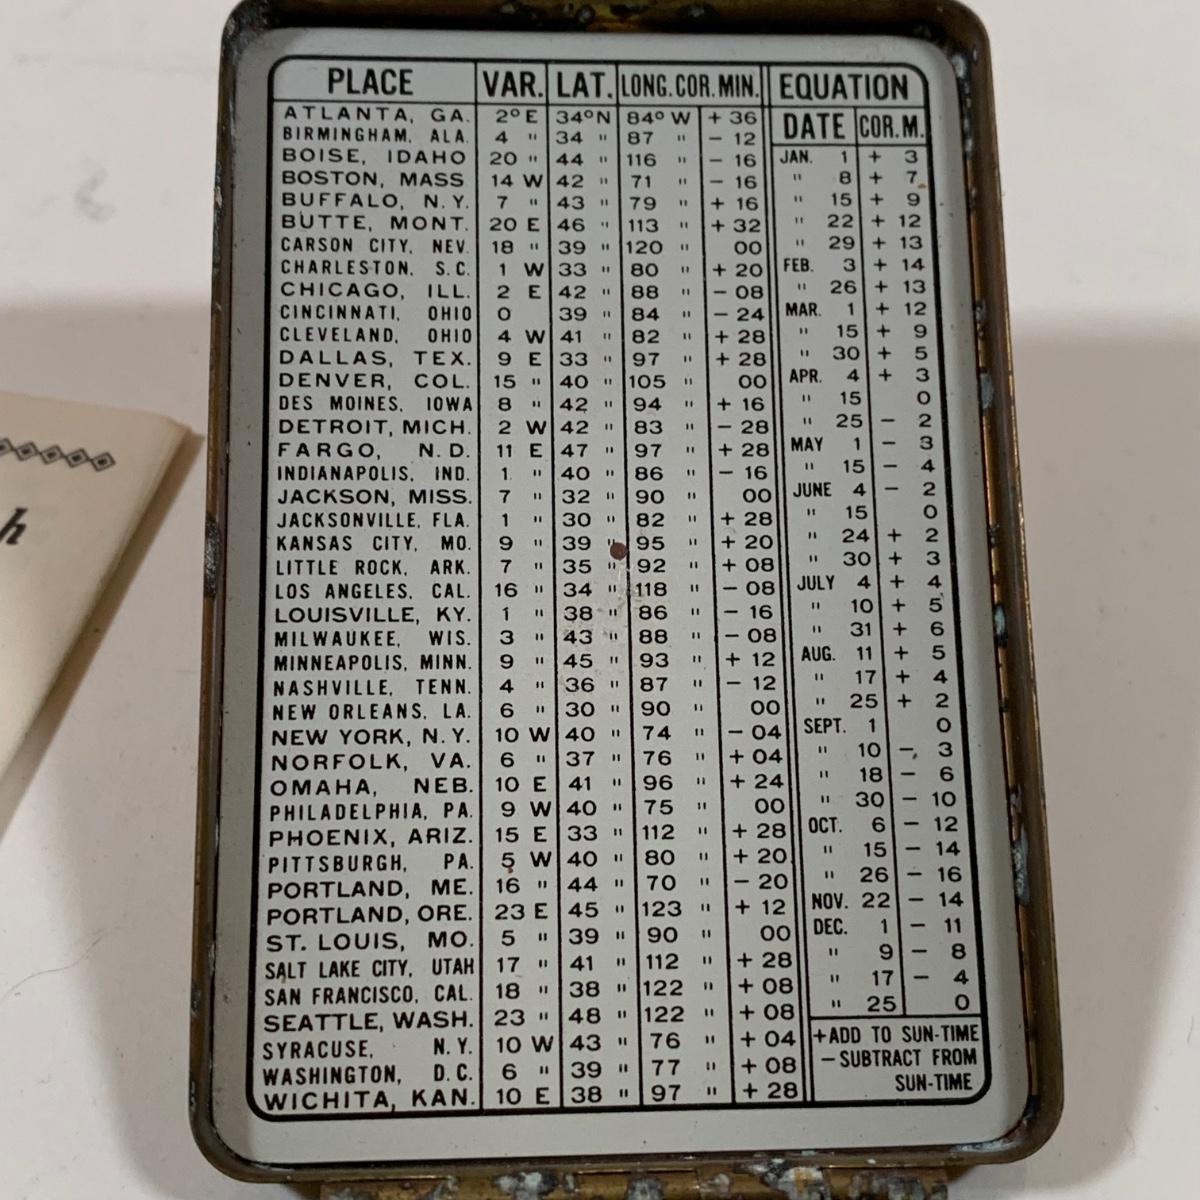 PLACE VAR. LAT. LONG. COR. MIN.
ATLANTA, GA. 2° E 34° N 84° W + 36
BIRMINGHAM, ALA. 4 " 34 " 87 " - 12
BOISE, IDAHO 20 " 44 " 116 " - 16
BOSTON, MASS 14 W 42 " 71 " - 16
BUFFALO, N.Y. 7 " 43 " 79 " + 16
BUTTE, MONT. 20 E 46 " 113 " + 32
CARSON CITY, NEV. 18 " 39 " 120 " 00
CHARLESTON, S.C. 1 W 33 " 80 " + 20
CHICAGO, ILL. 2 E 42 " 88 " - 08
CINCINNATI, OHIO 0 39 " 84 " - 24
CLEVELAND, OHIO 4 W 41 " 82 " + 28
DALLAS, TEX. 9 E 33 " 97 " + 28
DENVER, COL. 15 " 40 " 105 " 00
DES MOINES, IOWA 8 " 42 " 94 " + 16
DETROIT, MICH. 2 W 42 " 83 " - 28
FARGO, N.D. 11 E 47 " 97 " + 28
INDIANAPOLIS, IND. 1 " 40 " 86 " - 16
JACKSON, MISS. 7 " 32 " 90 " 00
JACKSONVILLE, FLA. 1 " 30 " 82 " + 28
KANSAS CITY, MO. 9 " 39 " 95 " + 20
LITTLE ROCK, ARK. 7 " 35 " 92 " + 08
LOS ANGELES, CAL. 16 " 34 " 118 " - 08
LOUISVILLE, KY. 1 " 38 " 86 " - 16
MILWAUKEE, WIS. 3 " 43 " 88 " - 08
MINNEAPOLIS, MINN. 9 " 45 " 93 " + 12
NASHVILLE, TENN. 4 " 36 " 87 " - 12
NEW ORLEANS, LA. 6 " 30 " 90 " 00
NEW YORK, N.Y. 10 W 40 " 74 " - 04
NORFOLK, VA. 6 " 37 " 76 " + 04
OMAHA, NEB. 10 E 41 " 96 " + 24
PHILADELPHIA, PA. 9 W 40 " 75 " 00
PHOENIX, ARIZ. 15 E 33 " 112 " + 28
PITTSBURGH, PA. 5 W 40 " 80 " + 20
PORTLAND, ME. 16 " 44 " 70 " - 20
PORTLAND, ORE. 23 E 45 " 123 " + 12
ST. LOUIS, MO. 5 " 39 " 90 " 00
SALT LAKE CITY, UTAH 17 " 41 " 112 " + 28
SAN FRANCISCO, CAL. 18 " 38 " 122 " + 08
SEATTLE, WASH. 23 " 48 " 122 " + 08
SYRACUSE, N.Y. 10 W 43 " 76 " + 04
WASHINGTON, D.C. 6 " 39 " 77 " + 08
WICHITA, KAN. 10 E 38 " 97 " + 28
EQUATION
DATE COR. M.
JAN. 1 + 3
" 8 + 7
" 15 + 9
" 22 + 12
" 29 + 13
FEB. 3 + 14
" 26 + 13
MAR. 1 + 12
" 15 + 9
" 30 + 5
APR. 4 + 3
" 15 0
" 25 - 2
MAY 1 - 3
" 15 - 4
JUNE 4 - 2
" 15 0
" 24 + 2
" 30 + 3
JULY 4 + 4
" 10 + 5
" 31 + 6
AUG. 11 + 5
" 17 + 4
" 25 + 2
SEPT. 1 0
" 10 - 3
" 18 - 6
" 30 - 10
OCT. 6 - 12
" 15 - 14
" 26 - 16
NOV. 22 - 14
DEC. 1 - 11
" 9 - 8
" 17 - 4
" 25 0
+ADD TO SUN-TIME
-SUBTRACT FROM
SUN-TIME
h